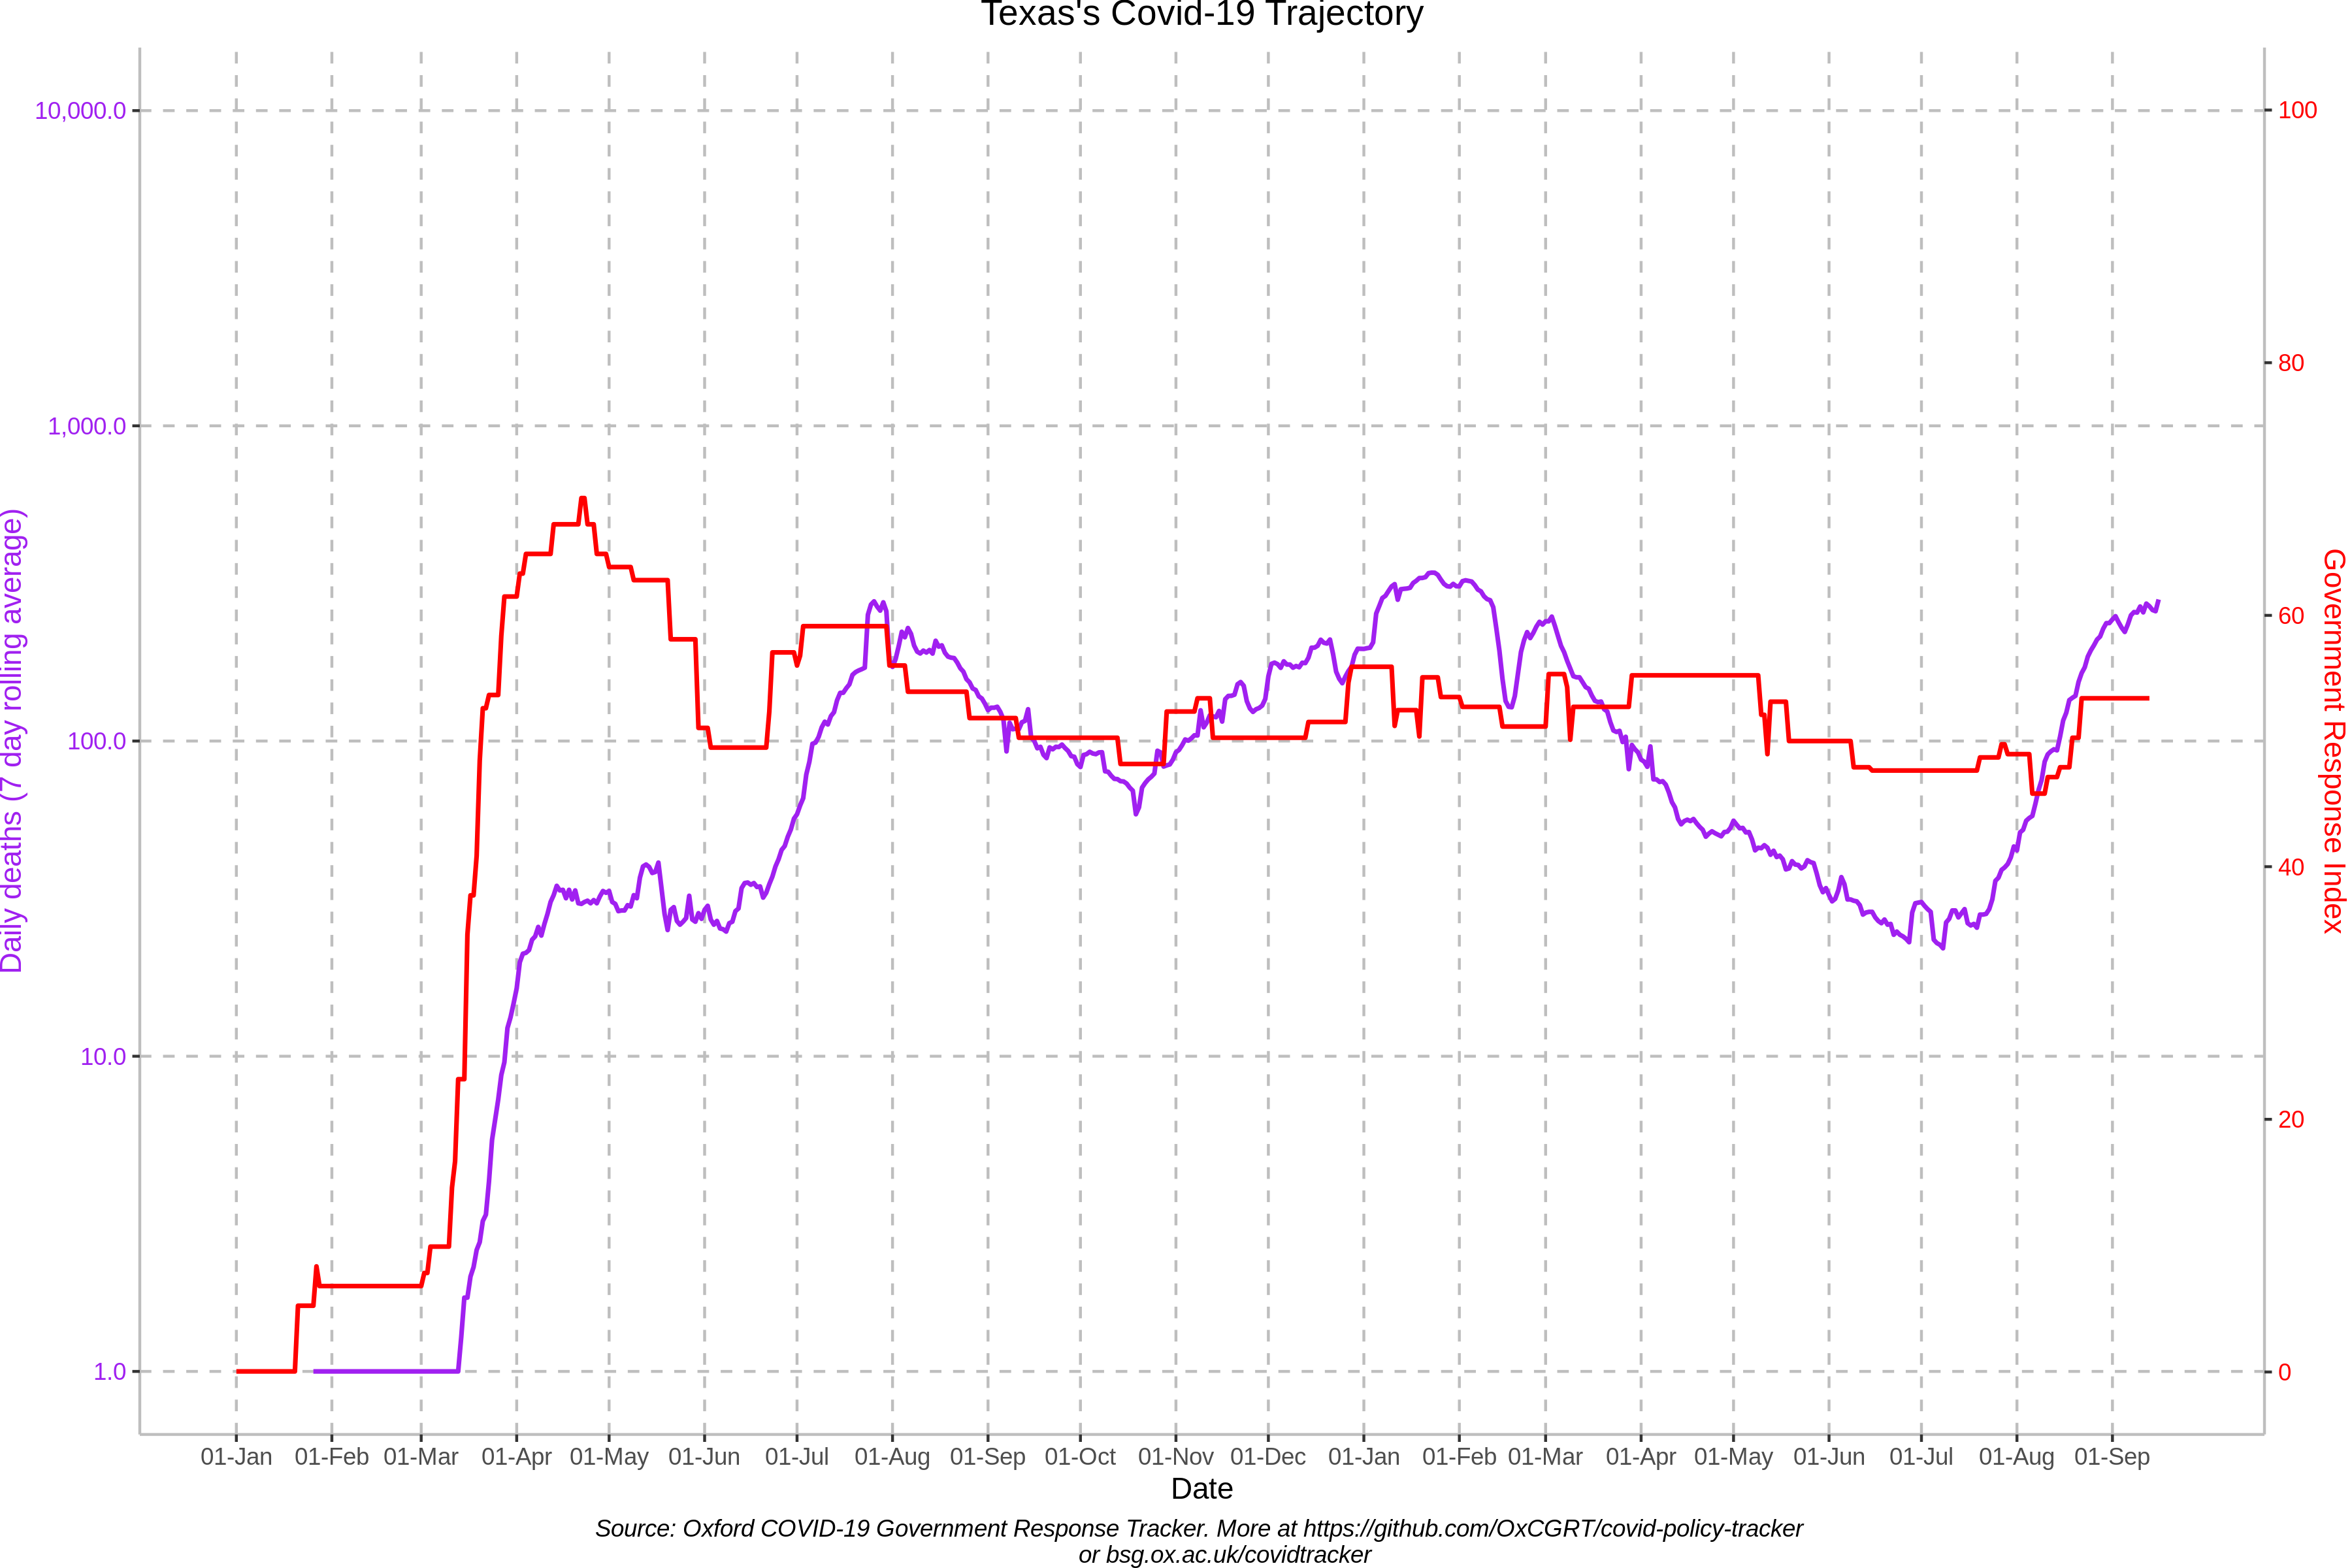 Texas's Covid-19 Trajectory
10,000.0
1,000.0
100.0
10.0
1.0
Daily deaths (7 day rolling average)
100
80
60
40
20
0
Government Response Index
01-Jan 01-Feb 01-Mar 01-Apr 01-May 01-Jun 01-Jul 01-Aug 01-Sep 01-Oct 01-Nov 01-Dec 01-Jan 01-Feb 01-Mar 01-Apr 01-May 01-Jun 01-Jul 01-Aug 01-Sep
Date
Source: Oxford COVID-19 Government Response Tracker. More at https://github.com/OxCGRT/covid-policy-tracker
or bsg.ox.ac.uk/covidtracker